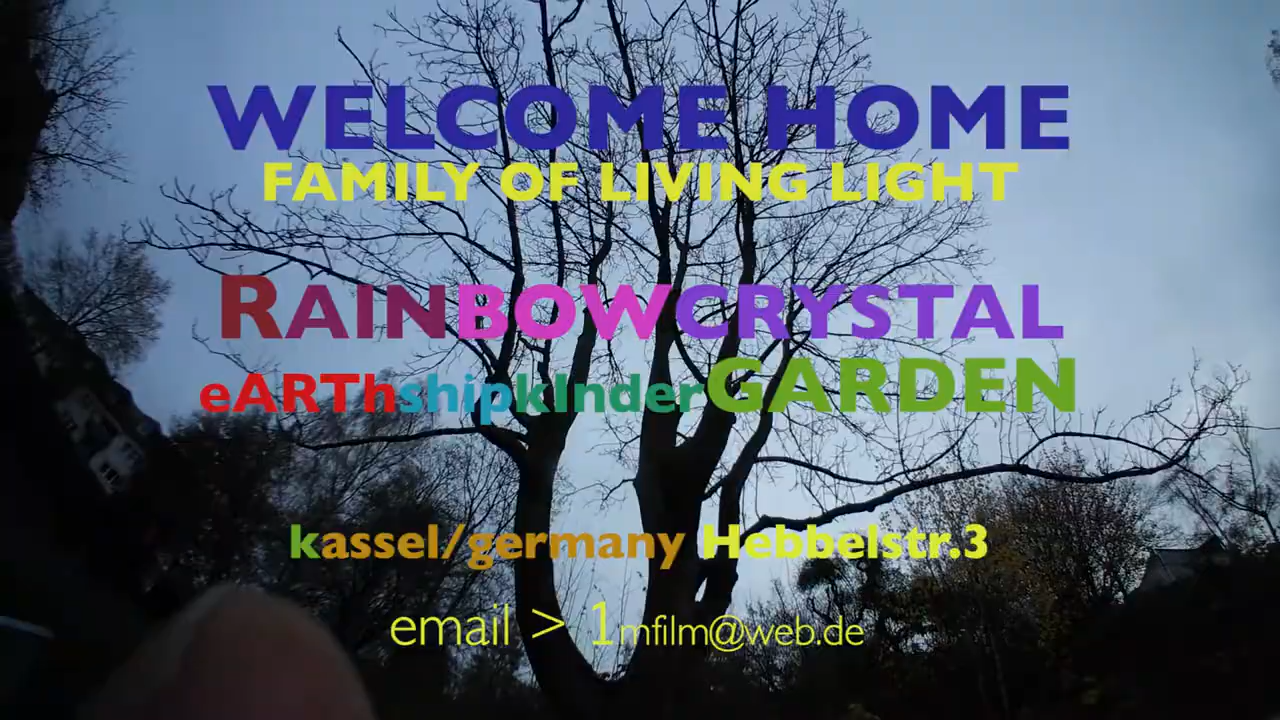 WELCOME HOME
FAMILY OF LIVING LIGHT
RAINBOWCRYSTAL
eARThshipkInderGARDEN
kassel/germany Hebbelstr.3
email > 1mfilm@web.de